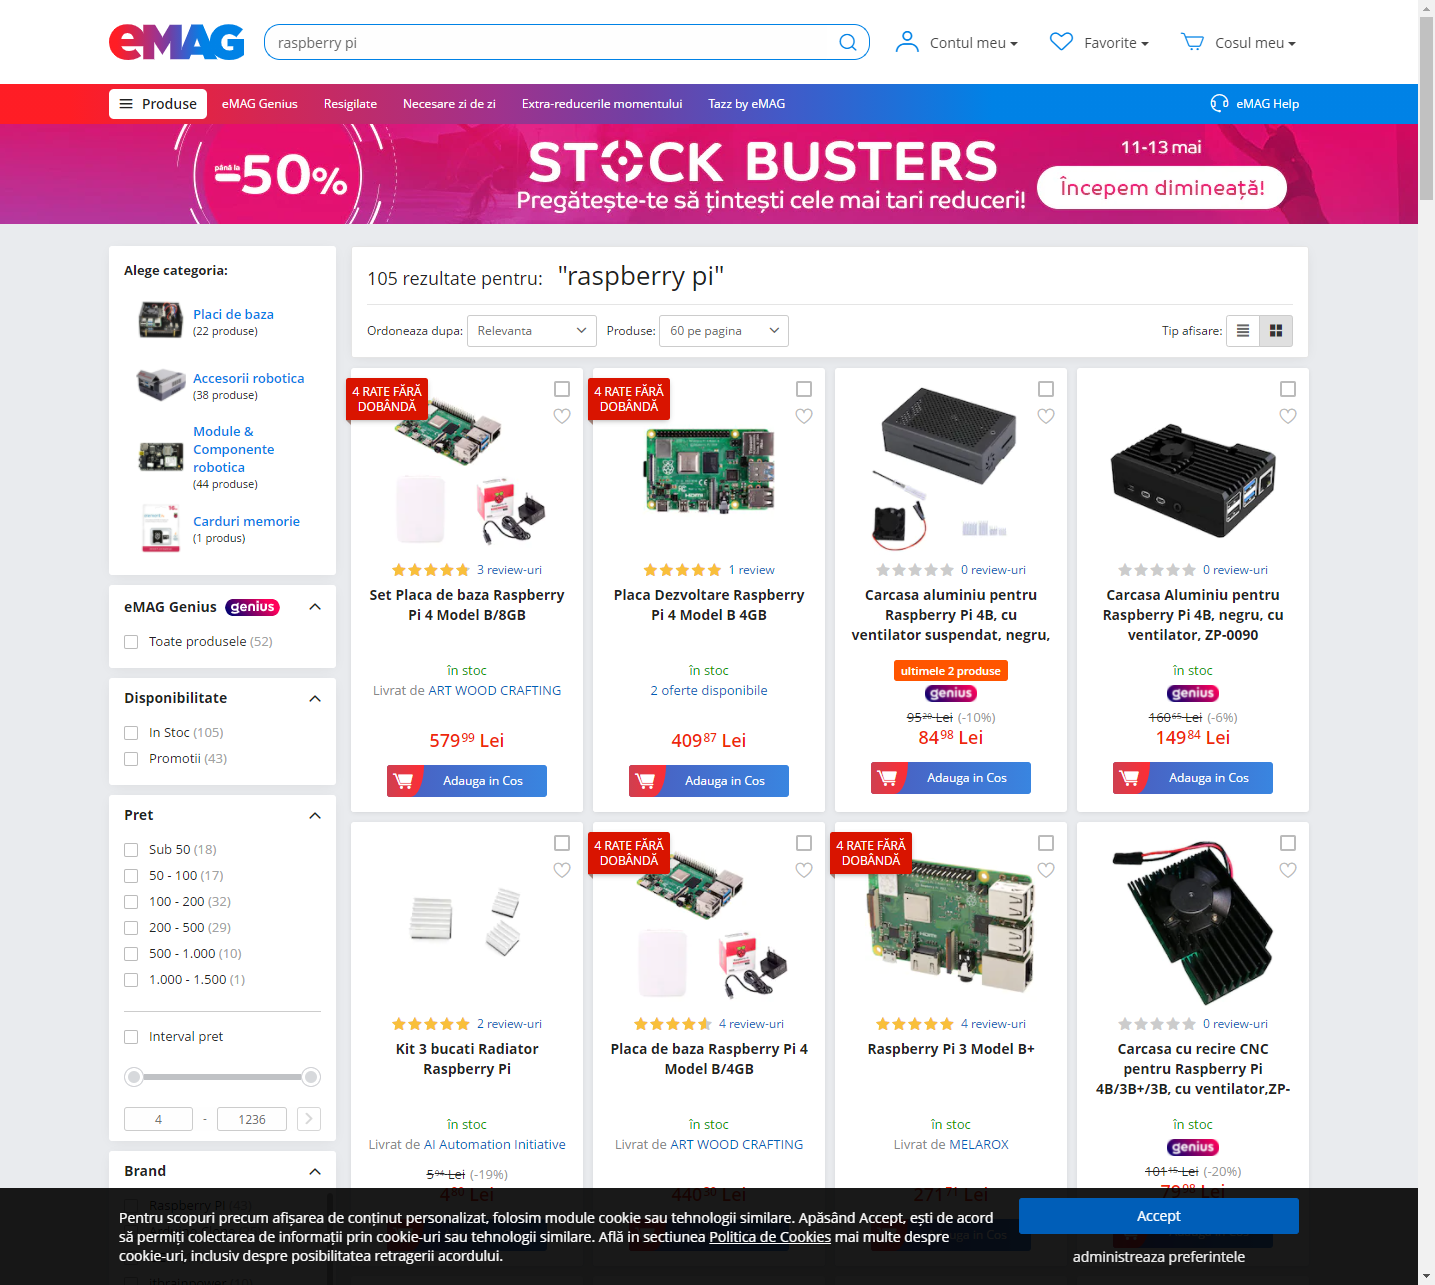 eMAG
raspberry pi
Contul meu
Favorite
Cosul meu
Produse
eMAG Genius
Resigilate
Necesare zi de zi
Extra-reducerile momentului
Tazz by eMAG
eMAG Help
până la
-50%
STOCK BUSTERS
Pregătește-te să țintești cele mai tari reduceri!
11-13 mai
Începem dimineață!
Alege categoria:
Placi de baza
(22 produse)
Accesorii robotica
(38 produse)
Module &
Componente
robotica
(44 produse)
Carduri memorie
(1 produs)
eMAG Genius genius
Toate produsele (52)
Disponibilitate
In Stoc (105)
Promotii (43)
Pret
Sub 50 (18)
50 - 100 (17)
100 - 200 (32)
200 - 500 (29)
500 - 1.000 (10)
1.000 - 1.500 (1)
Interval pret
4 - 1236
Brand
Raspberry Pi (43)
105 rezultate pentru: "raspberry pi"
Ordoneaza dupa: Relevanta
Produse: 60 pe pagina
Tip afisare:
4 RATE FĂRĂ
DOBÂNDĂ
3 review-uri
Set Placa de baza Raspberry
Pi 4 Model B/8GB
în stoc
Livrat de ART WOOD CRAFTING
579⁹⁹ Lei
Adauga in Cos
4 RATE FĂRĂ
DOBÂNDĂ
1 review
Placa Dezvoltare Raspberry
Pi 4 Model B 4GB
în stoc
2 oferte disponibile
409⁸⁷ Lei
Adauga in Cos
0 review-uri
Carcasa aluminiu pentru
Raspberry Pi 4B, cu
ventilator suspendat, negru,
ultimele 2 produse
genius
95²⁰ Lei (-10%)
84⁹⁸ Lei
Adauga in Cos
0 review-uri
Carcasa Aluminiu pentru
Raspberry Pi 4B, negru, cu
ventilator, ZP-0090
în stoc
genius
160⁶⁵ Lei (-6%)
149⁸⁴ Lei
Adauga in Cos
2 review-uri
Kit 3 bucati Radiator
Raspberry Pi
în stoc
Livrat de AI Automation Initiative
5⁹⁴ Lei (-19%)
4⁸⁰ Lei
4 RATE FĂRĂ
DOBÂNDĂ
4 review-uri
Placa de baza Raspberry Pi 4
Model B/4GB
în stoc
Livrat de ART WOOD CRAFTING
440³⁰ Lei
4 RATE FĂRĂ
DOBÂNDĂ
4 review-uri
Raspberry Pi 3 Model B+
în stoc
Livrat de MELAROX
271⁷¹ Lei
0 review-uri
Carcasa cu recire CNC
pentru Raspberry Pi
4B/3B+/3B, cu ventilator,ZP-
în stoc
genius
101¹⁵ Lei (-20%)
79⁹⁸ Lei
Pentru scopuri precum afișarea de conținut personalizat, folosim module cookie sau tehnologii similare. Apăsând Accept, ești de acord
să permiți colectarea de informații prin cookie-uri sau tehnologii similare. Află in sectiunea Politica de Cookies mai multe despre
cookie-uri, inclusiv despre posibilitatea retragerii acordului.
Accept
administreaza preferintele